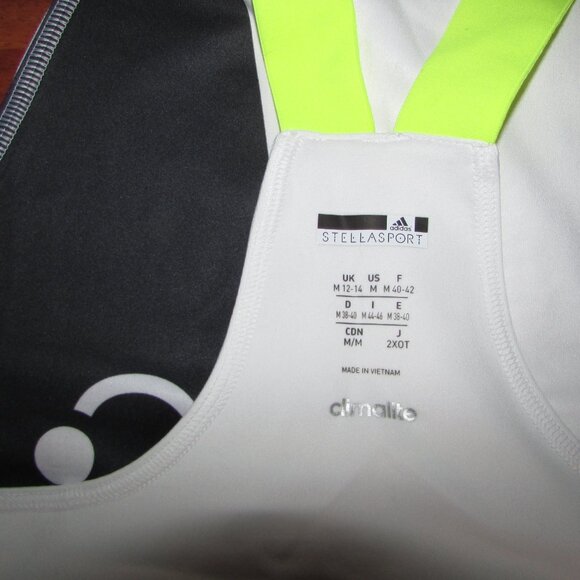 adidas
STELLASPORT
UK US F
M 12-14 M M 40-42
D I E
M 38-40 M 44-46 M 38-40
CDN J
M/M 2XOT
MADE IN VIETNAM
climalite